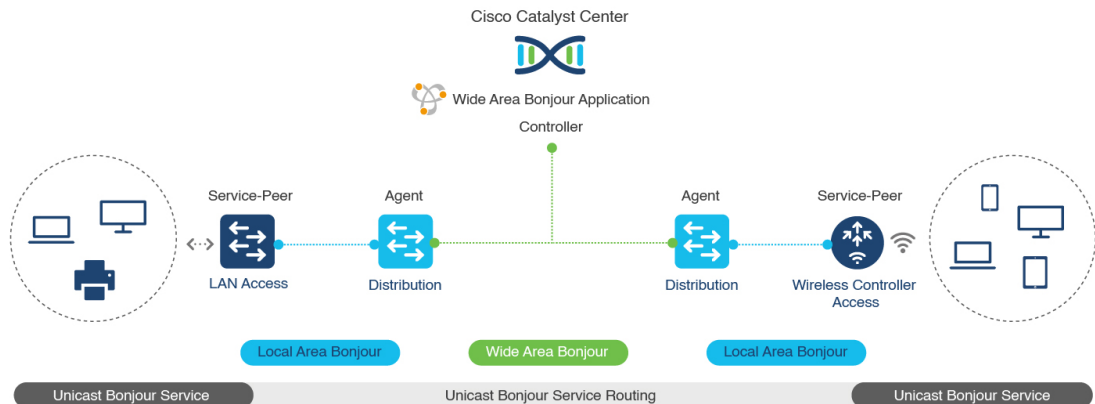 Cisco Catalyst Center
Wide Area Bonjour Application
Controller
Service-Peer
Agent
Agent
Service-Peer
LAN Access
Distribution
Distribution
Wireless Controller
Access
Local Area Bonjour
Wide Area Bonjour
Local Area Bonjour
Unicast Bonjour Service
Unicast Bonjour Service Routing
Unicast Bonjour Service